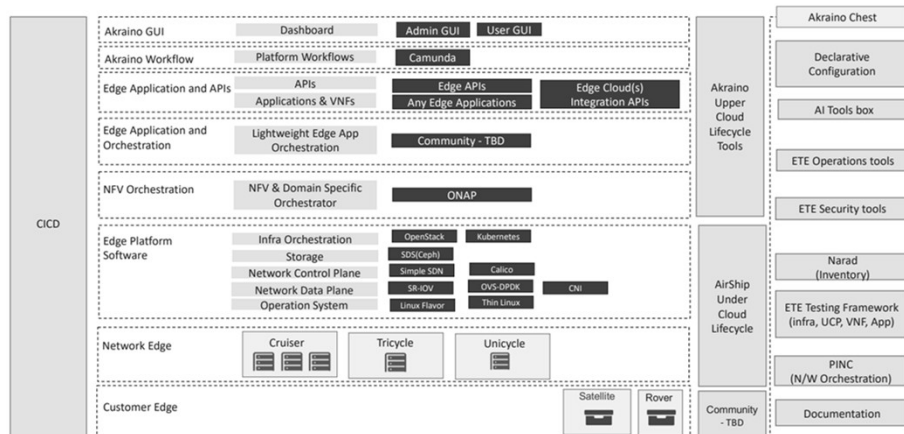 CICD
Akraino GUI
Dashboard
Admin GUI
User GUI
Akraino Workflow
Platform Workflows
Camunda
Edge Application and APIs
APIs
Applications & VNFs
Edge APIs
Any Edge Applications
Edge Cloud(s)
Integration APIs
Edge Application and
Orchestration
Lightweight Edge App
Orchestration
Community - TBD
NFV Orchestration
NFV & Domain Specific
Orchestrator
ONAP
Edge Platform
Software
Infra Orchestration
OpenStack
Kubernetes
Storage
SDS(Ceph)
Network Control Plane
Simple SDN
Calico
Network Data Plane
SR-IOV
OVS-DPDK
CNI
Operation System
Linux Flavor
Thin Linux
Network Edge
Cruiser
Tricycle
Unicycle
Customer Edge
Satellite
Rover
Akraino
Upper
Cloud
Lifecycle
Tools
AirShip
Under
Cloud
Lifecycle
Community
- TBD
Akraino Chest
Declarative
Configuration
AI Tools box
ETE Operations tools
ETE Security tools
Narad
(Inventory)
ETE Testing Framework
(infra, UCP, VNF, App)
PINC
(N/W Orchestration)
Documentation